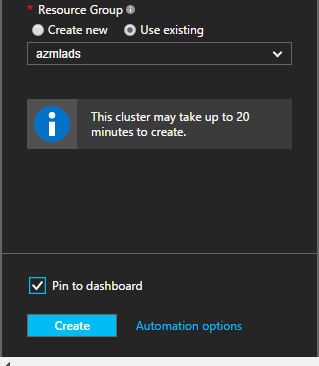 * Resource Group
Create new Use existing
azmlads
This cluster may take up to 20
minutes to create.
Pin to dashboard
Create Automation options